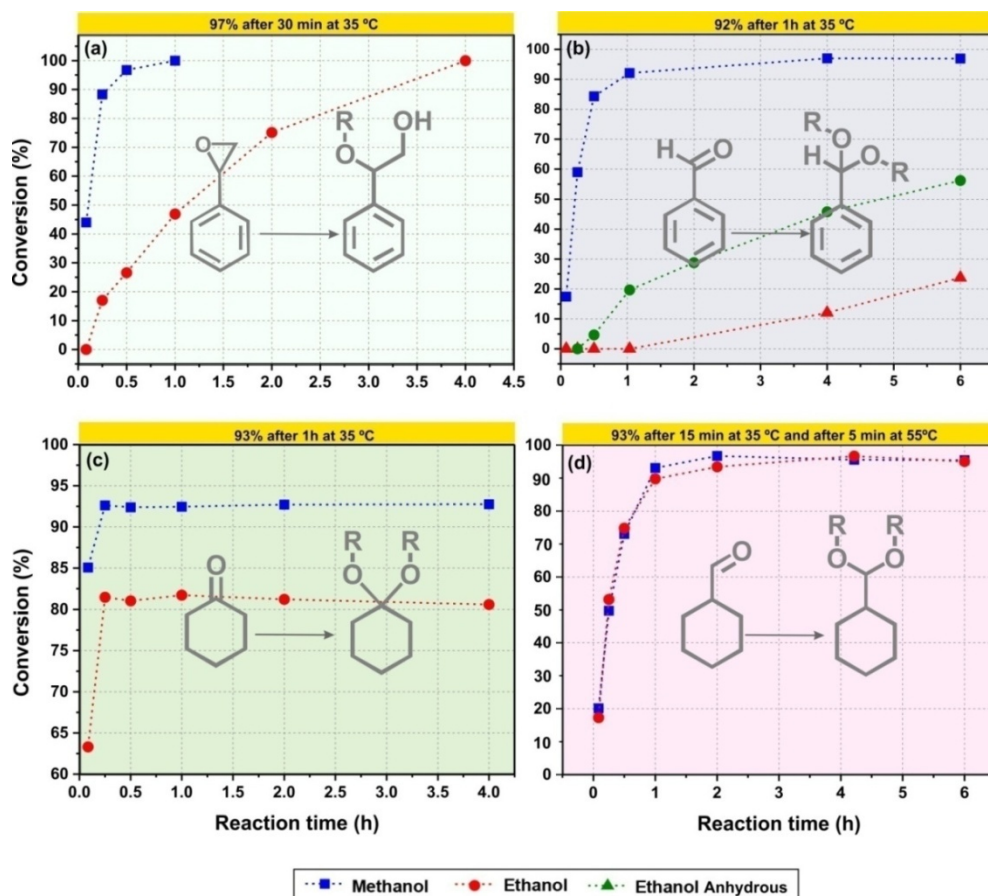 97% after 30 min at 35 ºC
(a)
Conversion (%)
100
90
80
70
60
50
40
30
20
10
0
0.0 0.5 1.0 1.5 2.0 2.5 3.0 3.5 4.0 4.5
O
R
O
OH
92% after 1h at 35 ºC
(b)
100
90
80
70
60
50
40
30
20
10
0
0 1 2 3 4 5 6
H O
R O
H O R
93% after 1h at 35 ºC
(c)
Conversion (%)
100
95
90
85
80
75
70
65
60
0.0 0.5 1.0 1.5 2.0 2.5 3.0 3.5 4.0
Reaction time (h)
O
R R
O O
93% after 15 min at 35 ºC and after 5 min at 55ºC
(d)
100
90
80
70
60
50
40
30
20
10
0
0 1 2 3 4 5 6
Reaction time (h)
O
R R
O O
Methanol Ethanol Ethanol Anhydrous